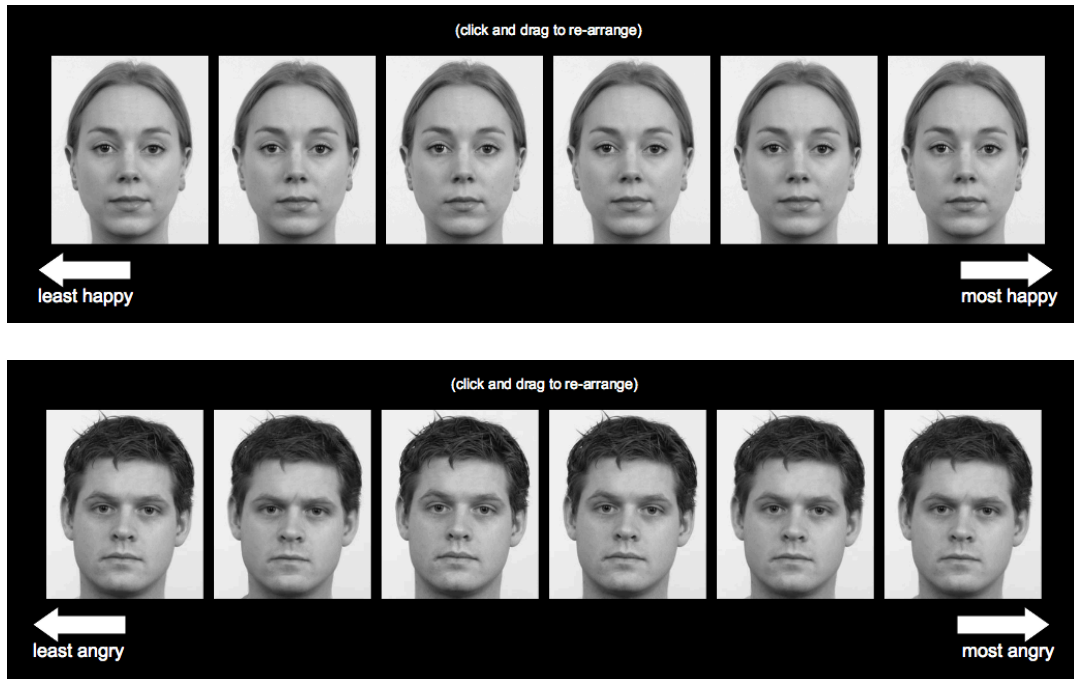 (click and drag to re-arrange)
least happy
most happy
(click and drag to re-arrange)
least angry
most angry